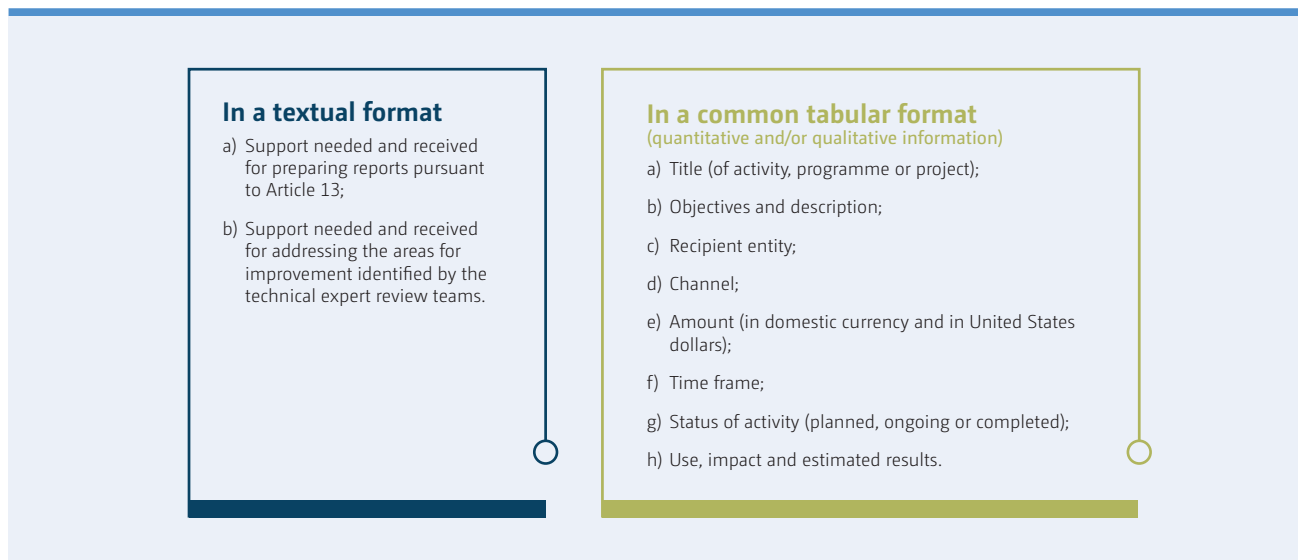 In a textual format
a) Support needed and received
for preparing reports pursuant
to Article 13;
b) Support needed and received
for addressing the areas for
improvement identified by the
technical expert review teams.
In a common tabular format
(quantitative and/or qualitative information)
a) Title (of activity, programme or project);
b) Objectives and description;
c) Recipient entity;
d) Channel;
e) Amount (in domestic currency and in United States
dollars);
f) Time frame;
g) Status of activity (planned, ongoing or completed);
h) Use, impact and estimated results.